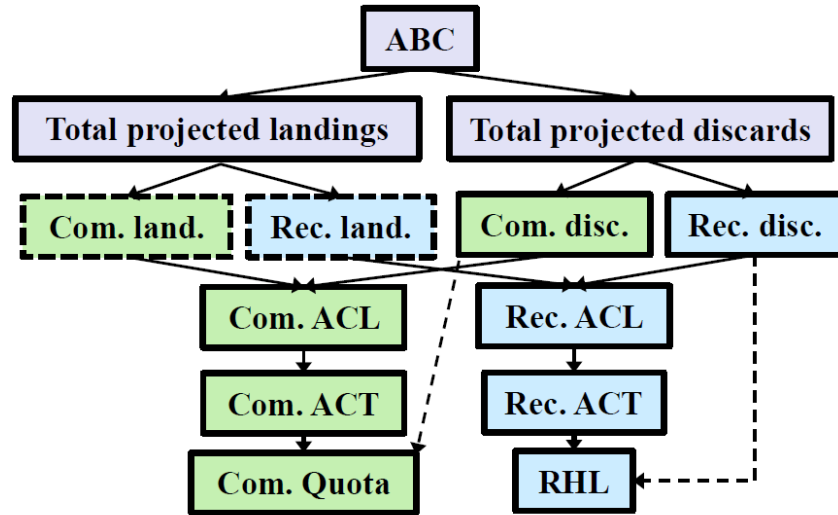 ABC
Total projected landings
Total projected discards
Com. land.
Rec. land.
Com. disc.
Rec. disc.
Com. ACL
Rec. ACL
Com. ACT
Rec. ACT
Com. Quota
RHL